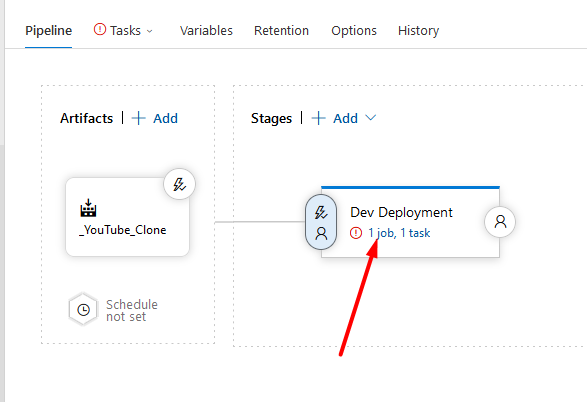 Pipeline Tasks Variables Retention Options History
Artifacts | + Add
Stages | + Add
_YouTube_Clone
Dev Deployment
1 job, 1 task
Schedule
not set